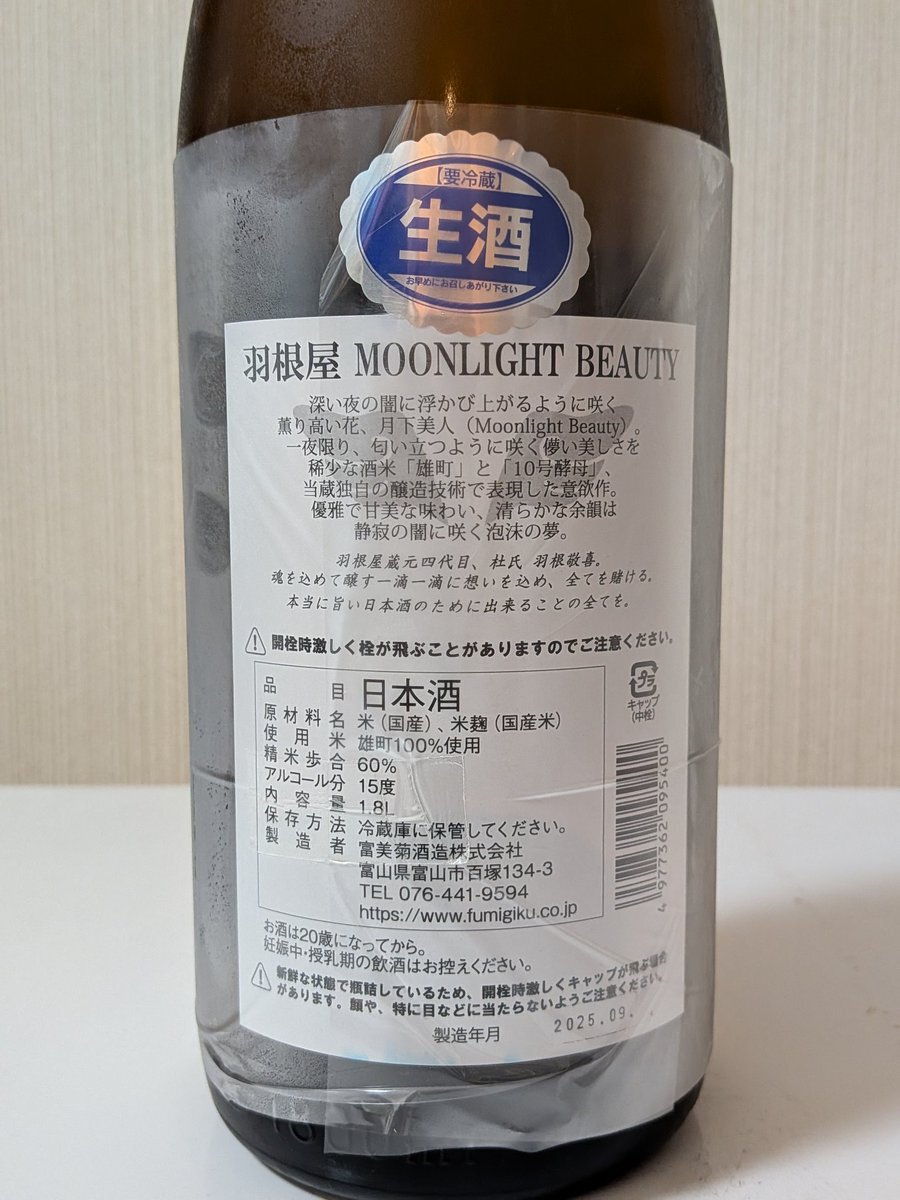 【要冷蔵】
生酒
お早めにお召しあがり下さい
羽根屋 MOONLIGHT BEAUTY
深い夜の闇に浮かび上がるように咲く
薫り高い花、月下美人（Moonlight Beauty）。
一夜限り、匂い立つように咲く儚い美しさを
稀少な酒米「雄町」と「10号酵母」、
当蔵独自の醸造技術で表現した意欲作。
優雅で甘美な味わい、清らかな余韻は
静寂の闇に咲く泡沫の夢。
羽根屋蔵元四代目、杜氏 羽根敬喜。
魂を込めて醸す一滴一滴に想いを込め、全てを賭ける。
本当に旨い日本酒のために出来ることの全てを。
開栓時激しく栓が飛ぶことがありますのでご注意ください。
品目 日本酒
原材料名 米（国産）、米麹（国産米）
使用米 雄町100%使用
精米歩合 60%
アルコール分 15度
内容量 1.8L
保存方法 冷蔵庫に保管してください。
製造者 富美菊酒造株式会社
富山県富山市百塚134-3
TEL 076-441-9594
https://www.fumigiku.co.jp
プラ
キャップ
（中栓）
4977362095400
お酒は20歳になってから。
妊娠中・授乳期の飲酒はお控えください。
新鮮な状態で瓶詰しているため、開栓時激しくキャップが飛ぶ場合
があります。顔や、特に目などに当たらないようご注意ください。
製造年月 2025.09.